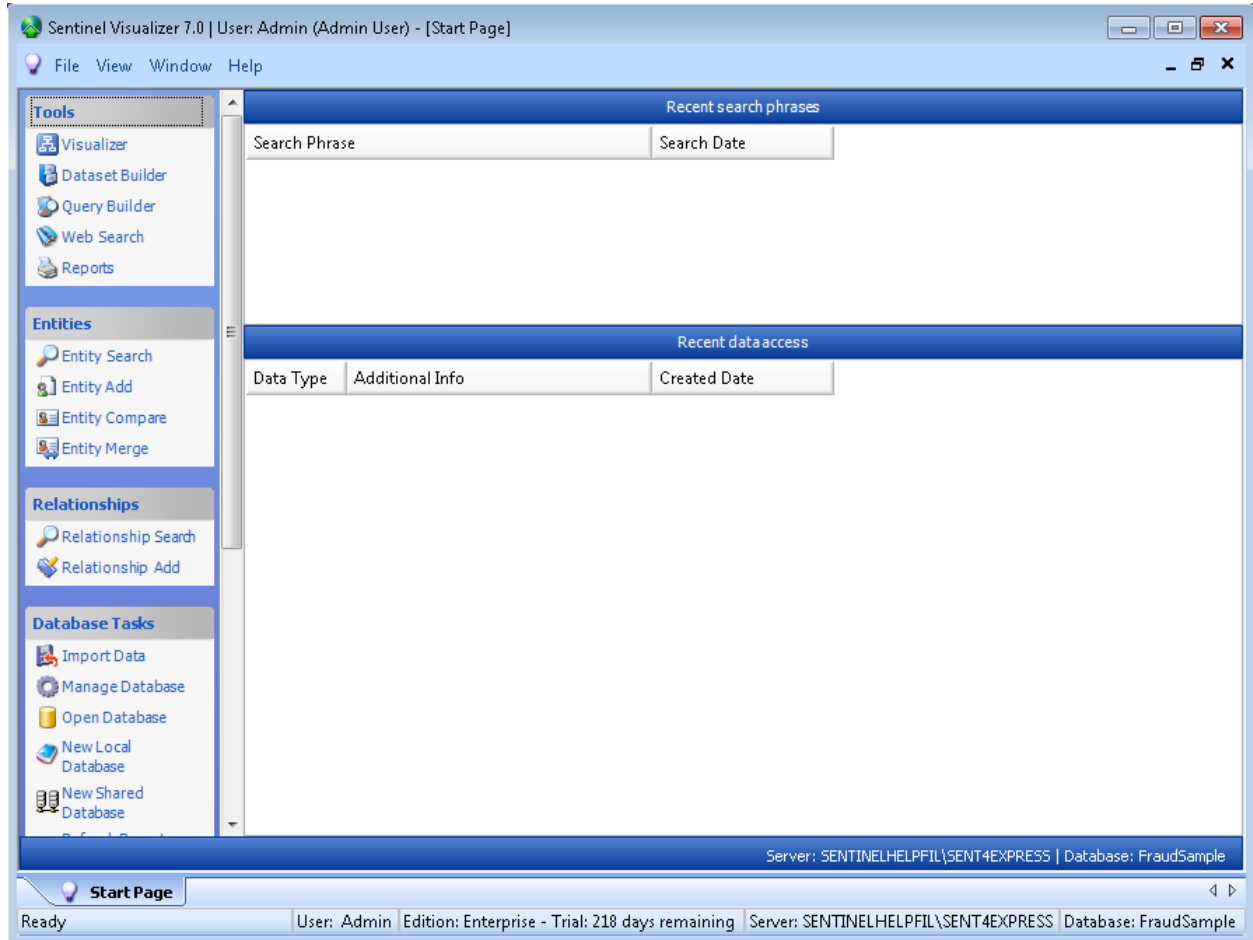 Sentinel Visualizer 7.0 | User: Admin (Admin User) - [Start Page]
File View Window Help
Tools
Visualizer
Dataset Builder
Query Builder
Web Search
Reports
Entities
Entity Search
Entity Add
Entity Compare
Entity Merge
Relationships
Relationship Search
Relationship Add
Database Tasks
Import Data
Manage Database
Open Database
New Local
Database
New Shared
Database
Recent search phrases
Search Phrase Search Date
Recent data access
Data Type Additional Info Created Date
Server: SENTINELHELPFIL\SENT4EXPRESS | Database: FraudSample
Start Page
Ready User: Admin Edition: Enterprise - Trial: 218 days remaining Server: SENTINELHELPFIL\SENT4EXPRESS Database: FraudSample